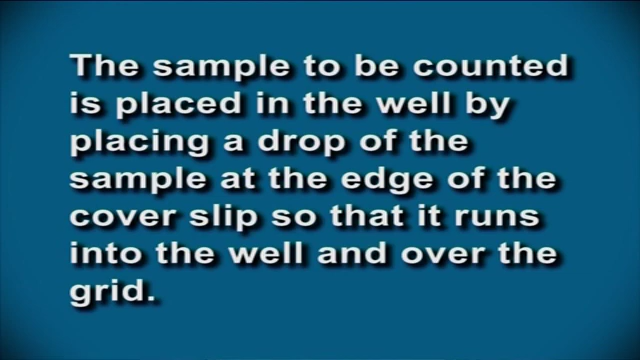 The sample to be counted
is placed in the well by
placing a drop of the
sample at the edge of the
cover slip so that it runs
into the well and over the
grid.